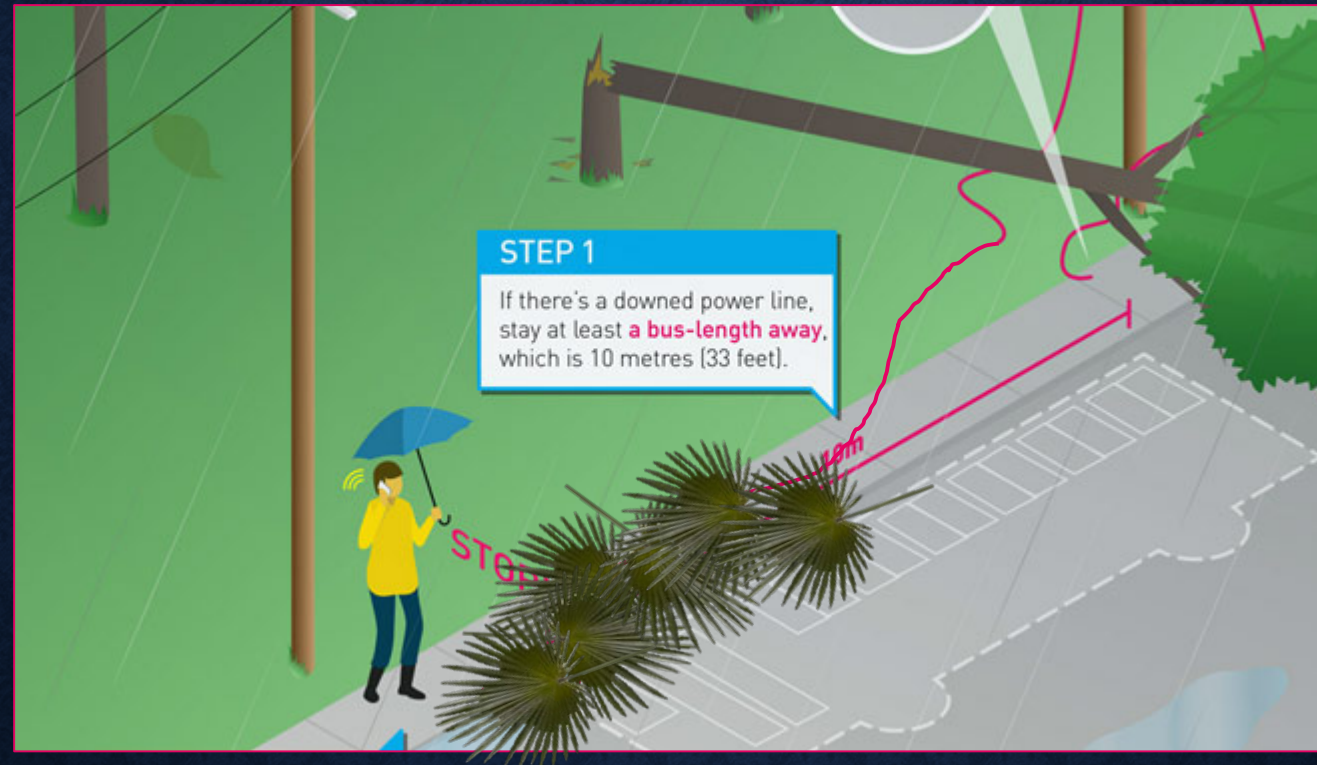 STEP 1
If there's a downed power line,
stay at least a bus-length away,
which is 10 metres (33 feet).
10m
STOP